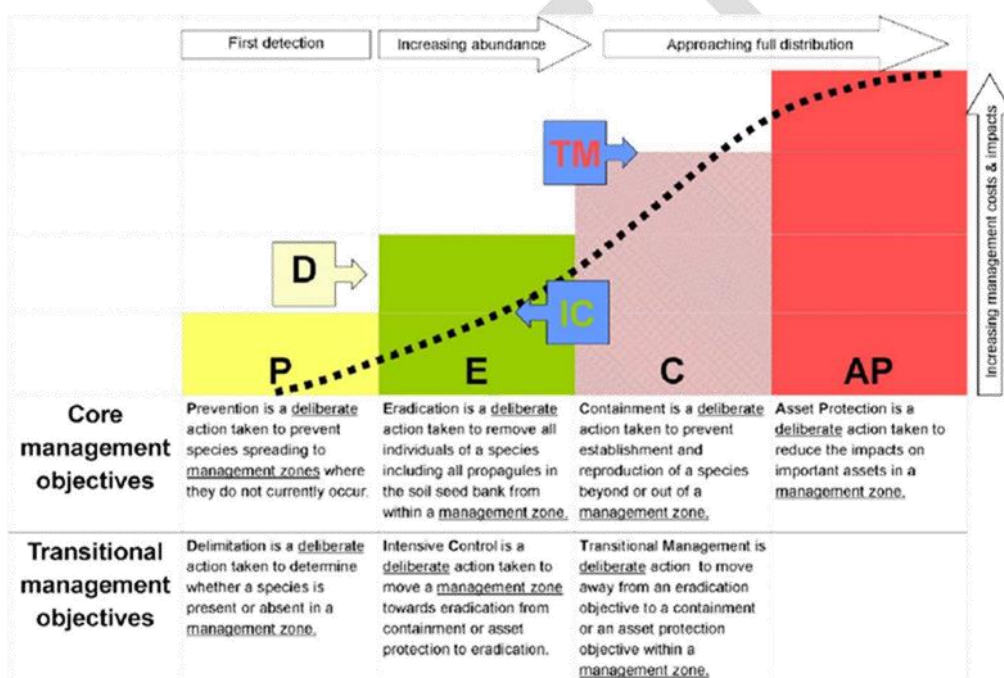 First detection
Increasing abundance
Approaching full distribution
Increasing management costs & impacts
TM
D
IC
P
E
C
AP
Core
management
objectives
Prevention is a deliberate
action taken to prevent
species spreading to
management zones where
they do not currently occur.
Eradication is a deliberate
action taken to remove all
individuals of a species
including all propagules in
the soil seed bank from
within a management zone.
Containment is a deliberate
action taken to prevent
establishment and
reproduction of a species
beyond or out of a
management zone.
Asset Protection is a
deliberate action taken to
reduce the impacts on
important assets in a
management zone.
Transitional
management
objectives
Delimitation is a deliberate
action taken to determine
whether a species is
present or absent in a
management zone.
Intensive Control is a
deliberate action taken to
move a management zone
towards eradication from
containment or asset
protection to eradication.
Transitional Management is
deliberate action to move
away from an eradication
objective to a containment
or an asset protection
objective within a
management zone.